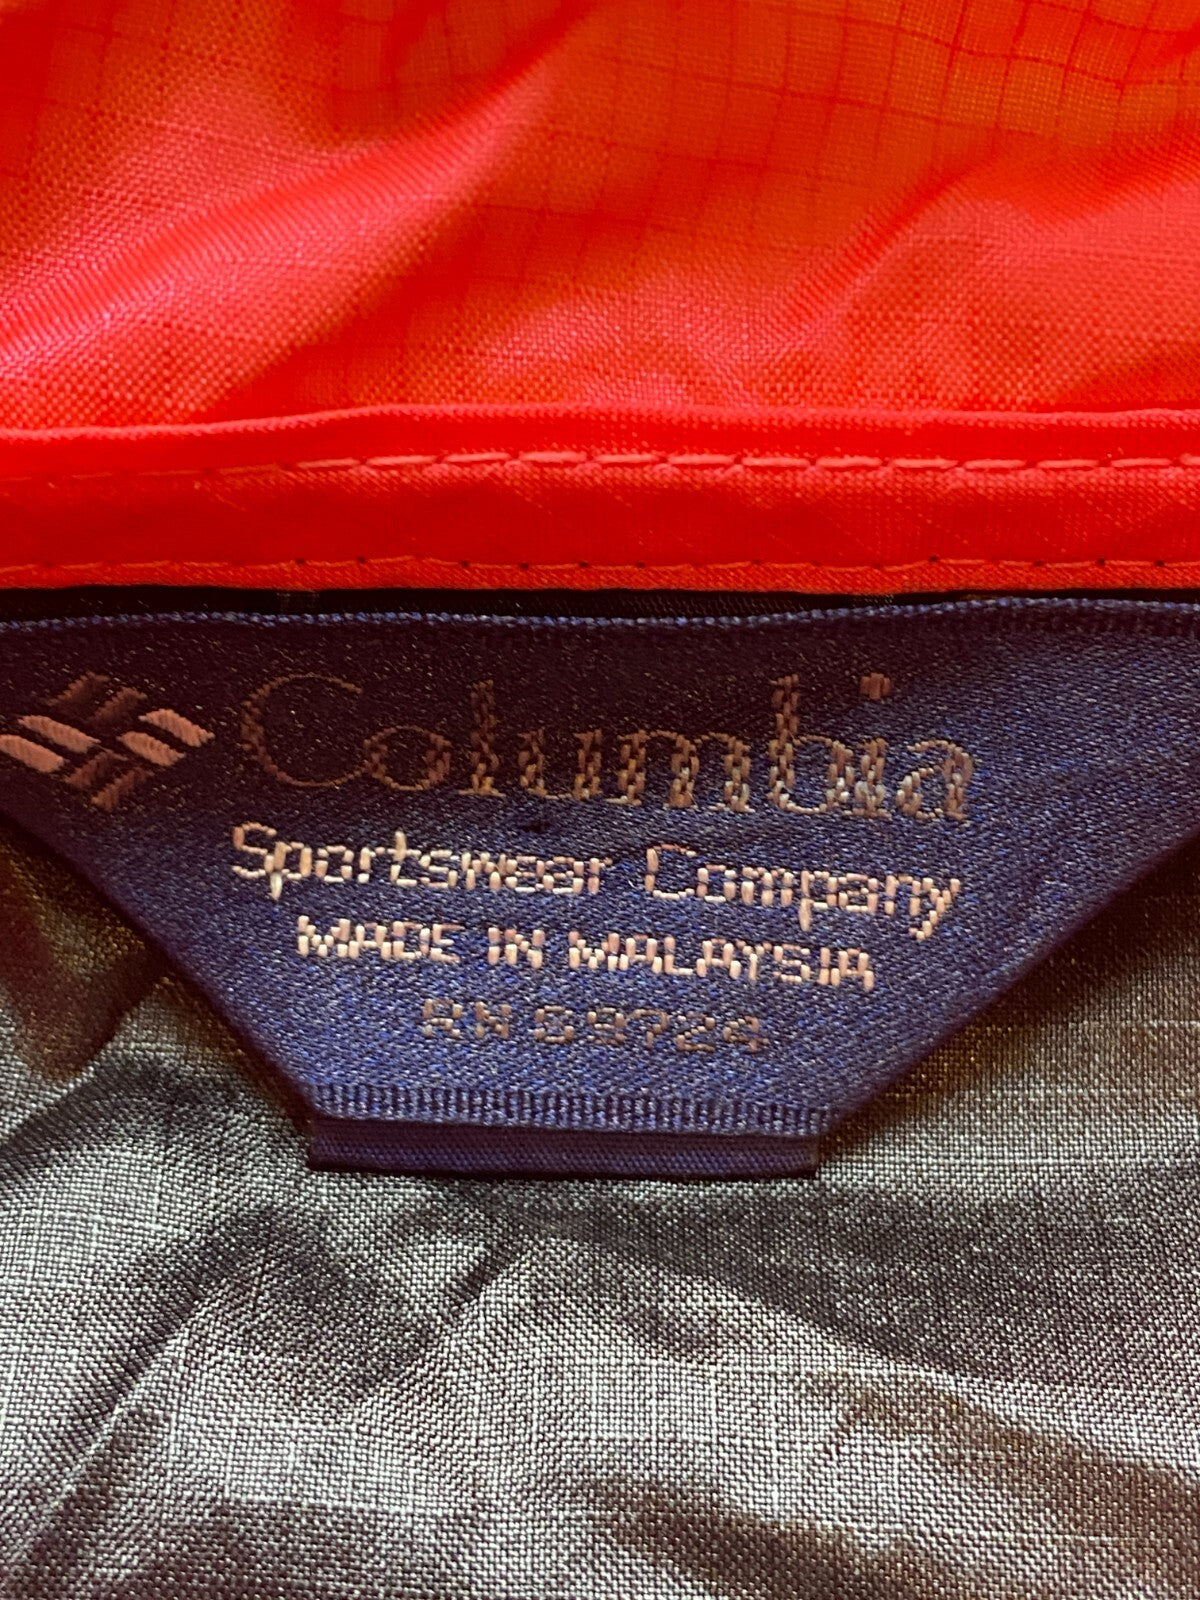 Columbia
Sportswear Company
MADE IN MALAYSIA
RN 69724